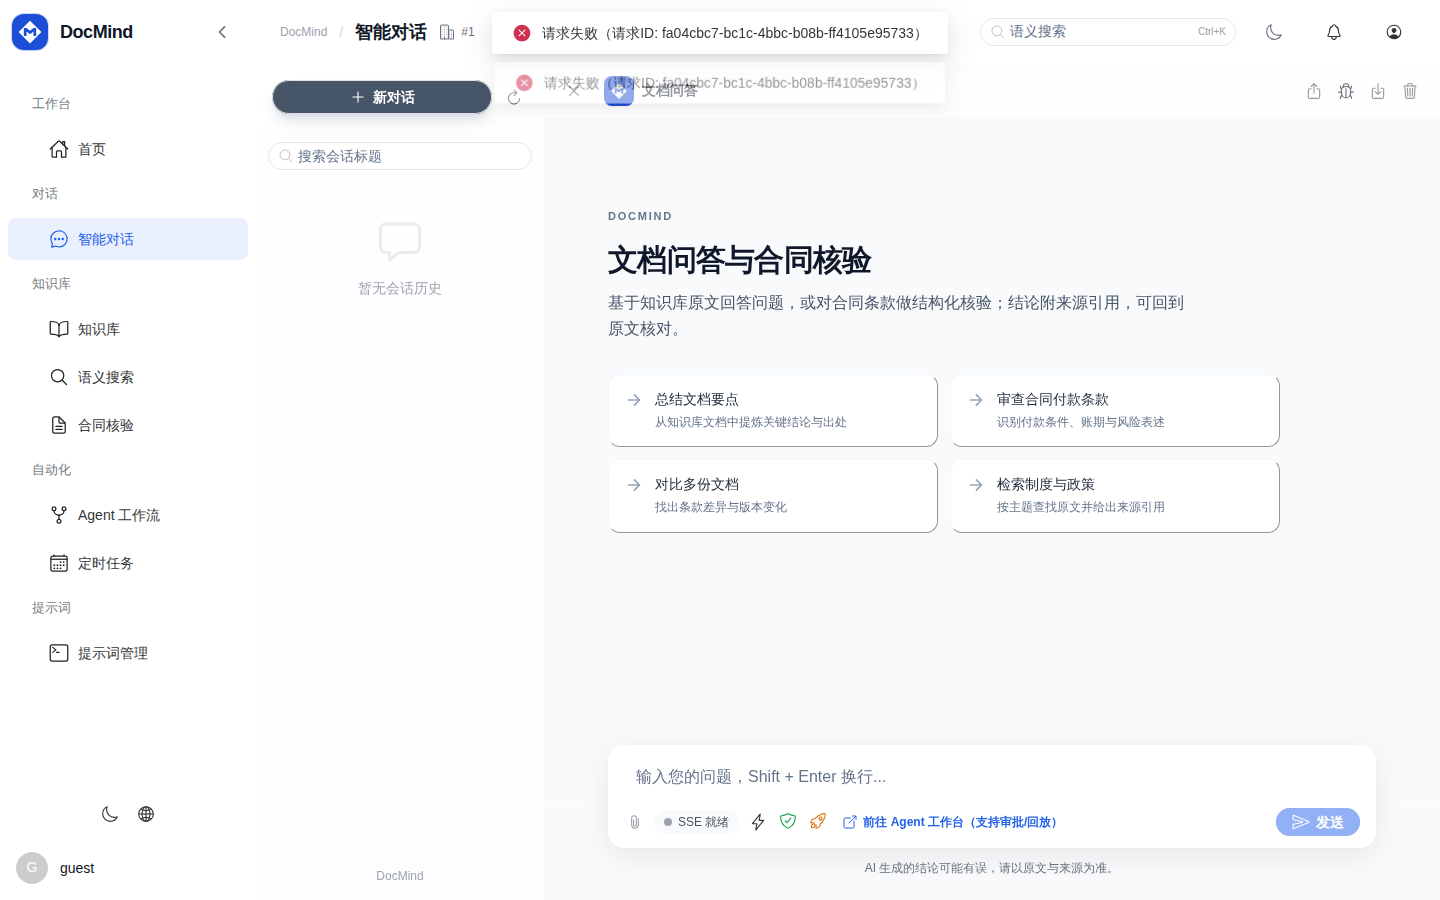 DocMind
DocMind / 智能对话 #1
请求失败（请求ID: fa04cbc7-bc1c-4bbc-b08b-ff4105e95733）
请求失败（请求ID: fa04cbc7-bc1c-4bbc-b08b-ff4105e95733）
语义搜索 Ctrl+K
工作台
首页
对话
智能对话
知识库
知识库
语义搜索
合同核验
自动化
Agent 工作流
定时任务
提示词
提示词管理
G guest
新对话
搜索会话标题
暂无会话历史
DocMind
文档问答
DOCMIND
文档问答与合同核验
基于知识库原文回答问题，或对合同条款做结构化核验；结论附来源引用，可回到
原文核对。
总结文档要点
从知识库文档中提炼关键结论与出处
审查合同付款条款
识别付款条件、账期与风险表述
对比多份文档
找出条款差异与版本变化
检索制度与政策
按主题查找原文并给出来源引用
输入您的问题，Shift + Enter 换行...
SSE 就绪
前往 Agent 工作台（支持审批/回放）
发送
AI 生成的结论可能有误，请以原文与来源为准。